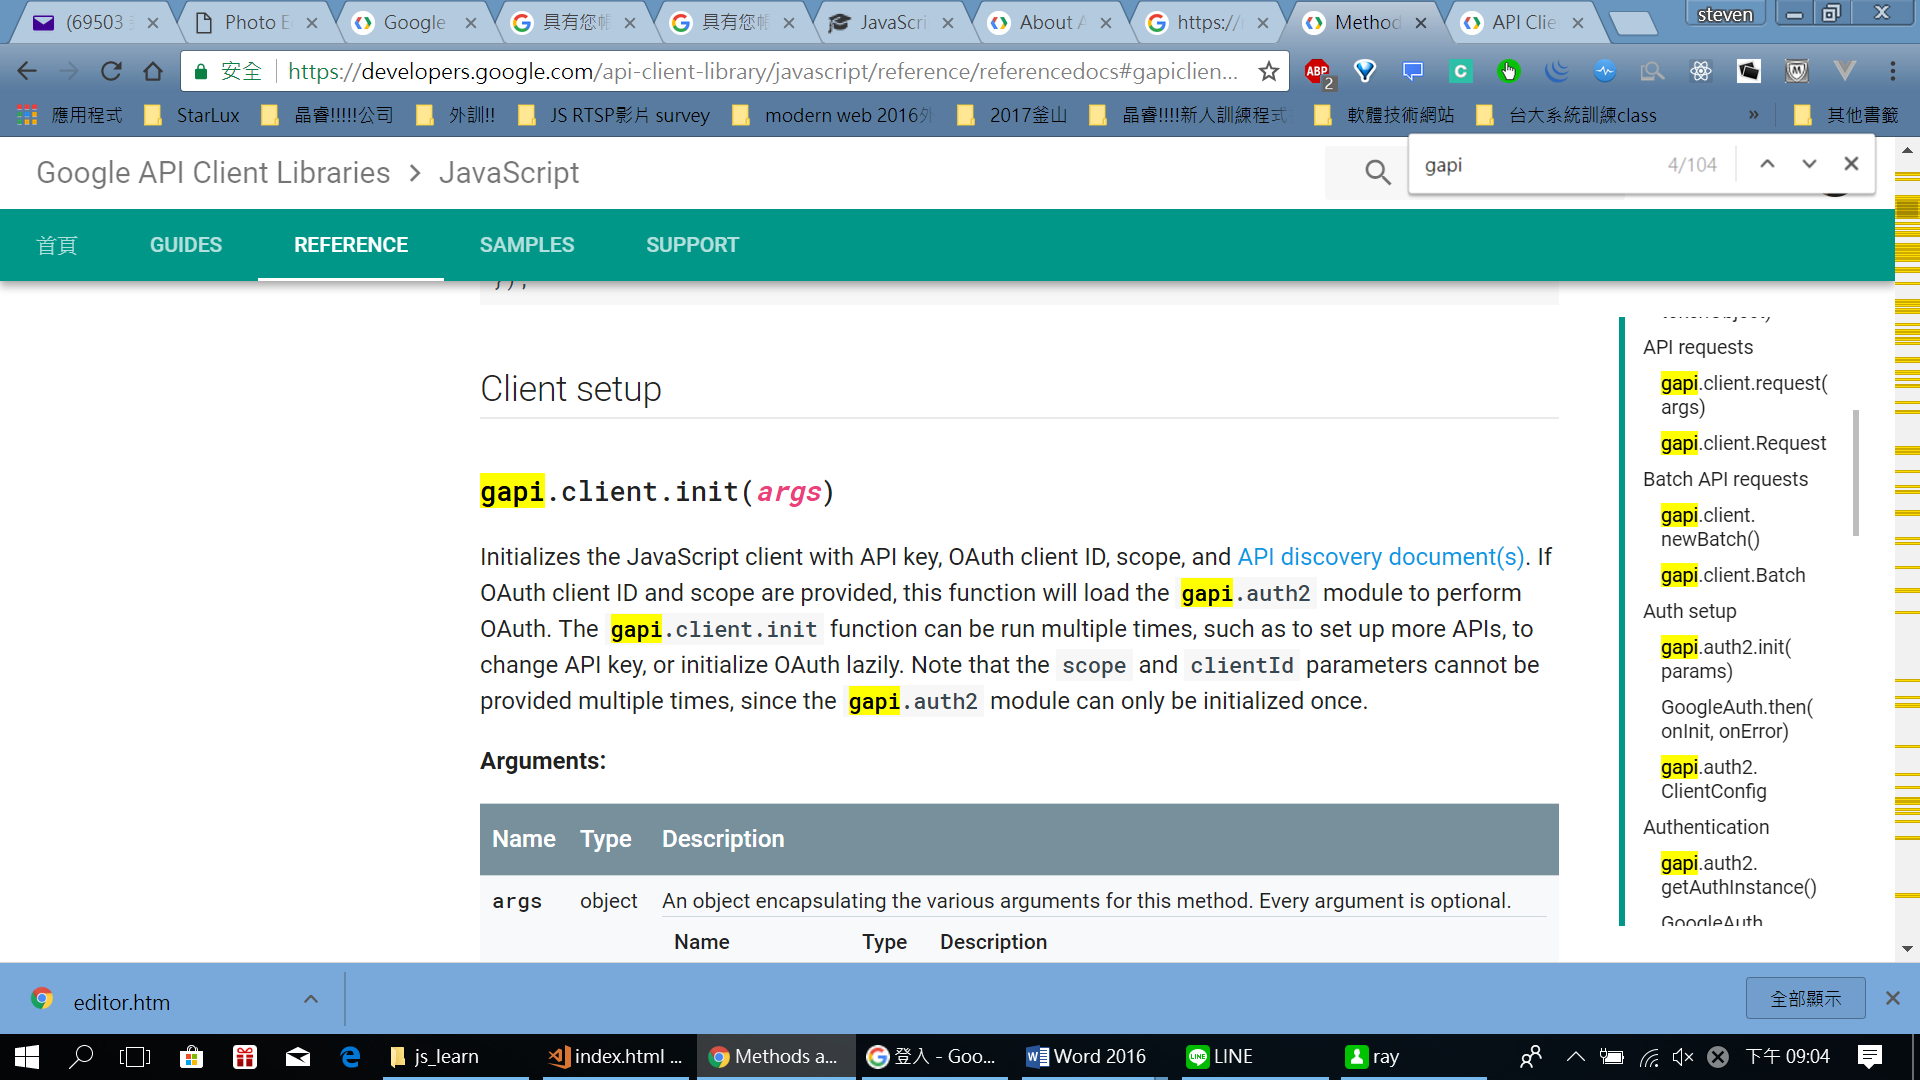 (69503
Photo E
Google
具有您帳
具有您帳
JavaScri
About A
https://
Method
API Clie
steven
安全
https://developers.google.com/api-client-library/javascript/reference/referencedocs#gapiclien...
ABP
2
應用程式
StarLux
晶睿!!!!!公司
外訓!!
JS RTSP影片 survey
modern web 2016外
2017釜山
晶睿!!!!新人訓練程式
軟體技術網站
台大系統訓練class
»
其他書籤
Google API Client Libraries > JavaScript
gapi
4/104
首頁
GUIDES
REFERENCE
SAMPLES
SUPPORT
});
Client setup
gapi.client.init(args)
Initializes the JavaScript client with API key, OAuth client ID, scope, and API discovery document(s). If
OAuth client ID and scope are provided, this function will load the gapi.auth2 module to perform
OAuth. The gapi.client.init function can be run multiple times, such as to set up more APIs, to
change API key, or initialize OAuth lazily. Note that the scope and clientId parameters cannot be
provided multiple times, since the gapi.auth2 module can only be initialized once.
Arguments:
Name Type Description
args object An object encapsulating the various arguments for this method. Every argument is optional.
Name Type Description
tokenObject)
API requests
gapi.client.request(
args)
gapi.client.Request
Batch API requests
gapi.client.
newBatch()
gapi.client.Batch
Auth setup
gapi.auth2.init(
params)
GoogleAuth.then(
onInit, onError)
gapi.auth2.
ClientConfig
Authentication
gapi.auth2.
getAuthInstance()
GoogleAuth
editor.htm
全部顯示
js_learn
index.html ...
Methods a...
登入 - Goo...
Word 2016
LINE
ray
下午 09:04